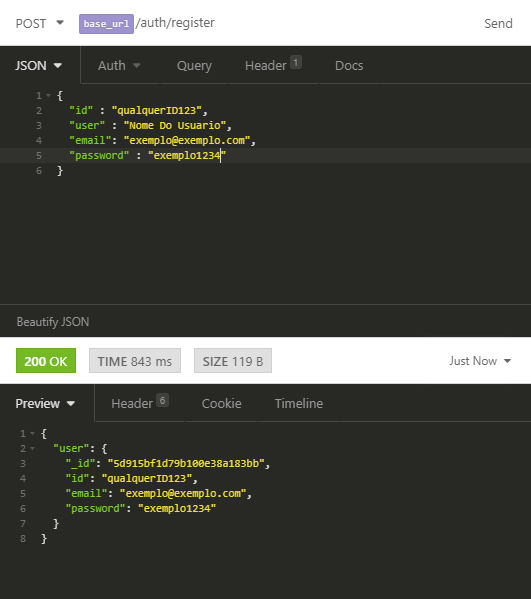 POST base_url /auth/register Send
JSON Auth Query Header 1 Docs
1 {
2 "id" : "qualquerID123",
3 "user" : "Nome Do Usuario",
4 "email": "exemplo@exemplo.com",
5 "password" : "exemplo1234"
6 }
Beautify JSON
200 OK TIME 843 ms SIZE 119 B Just Now
Preview Header 6 Cookie Timeline
1 {
2 "user": {
3 "_id": "5d915bf1d79b100e38a183bb",
4 "id": "qualquerID123",
5 "email": "exemplo@exemplo.com",
6 "password": "exemplo1234"
7 }
8 }